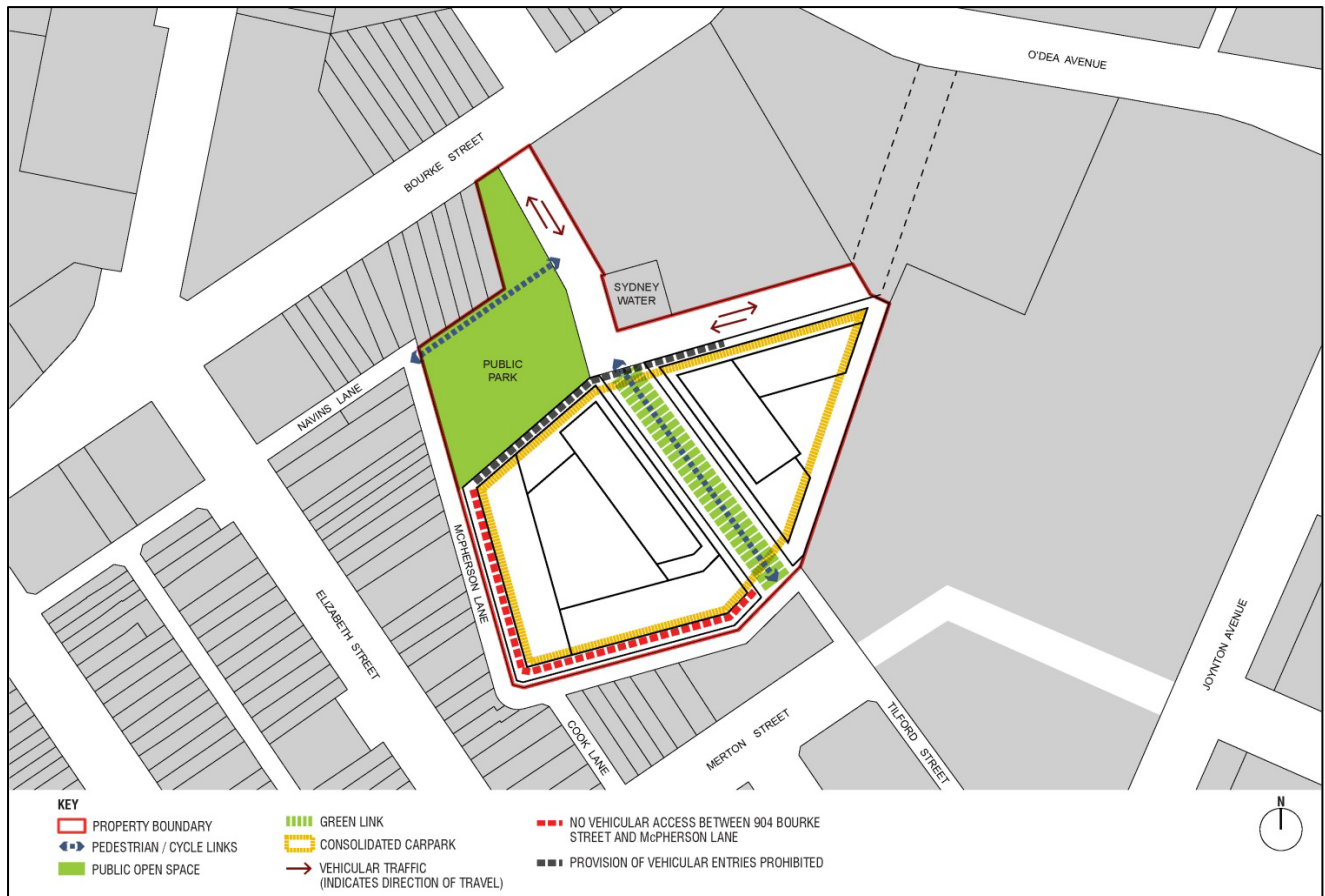 O'DEA AVENUE
BOURKE STREET
SYDNEY
WATER
PUBLIC
PARK
NAVINS LANE
MCPHERSON LANE
ELIZABETH STREET
JOYNTON AVENUE
TILFORD STREET
MERTON STREET
COOK LANE
KEY
PROPERTY BOUNDARY
PEDESTRIAN / CYCLE LINKS
PUBLIC OPEN SPACE
GREEN LINK
CONSOLIDATED CARPARK
VEHICULAR TRAFFIC
(INDICATES DIRECTION OF TRAVEL)
NO VEHICULAR ACCESS BETWEEN 904 BOURKE
STREET AND McPHERSON LANE
PROVISION OF VEHICULAR ENTRIES PROHIBITED
N